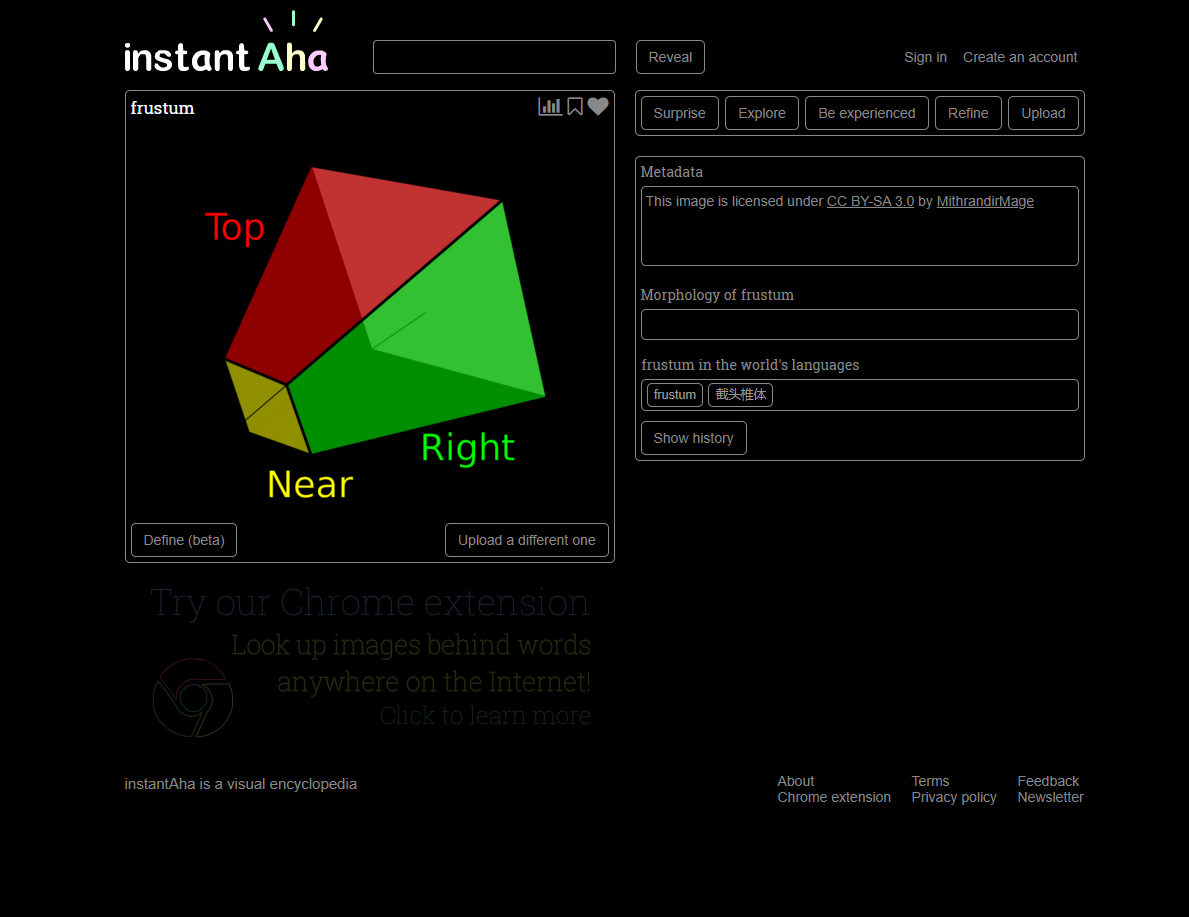 instant Aha
Reveal
Sign in
Create an account
frustum
Surprise
Explore
Be experienced
Refine
Upload
Top
Right
Near
Define (beta)
Upload a different one
Metadata
This image is licensed under CC BY-SA 3.0 by MithrandirMage
Morphology of frustum
frustum in the world's languages
frustum
截头椎体
Show history
Try our Chrome extension
Look up images behind words
anywhere on the Internet!
Click to learn more
instantAha is a visual encyclopedia
About
Chrome extension
Terms
Privacy policy
Feedback
Newsletter